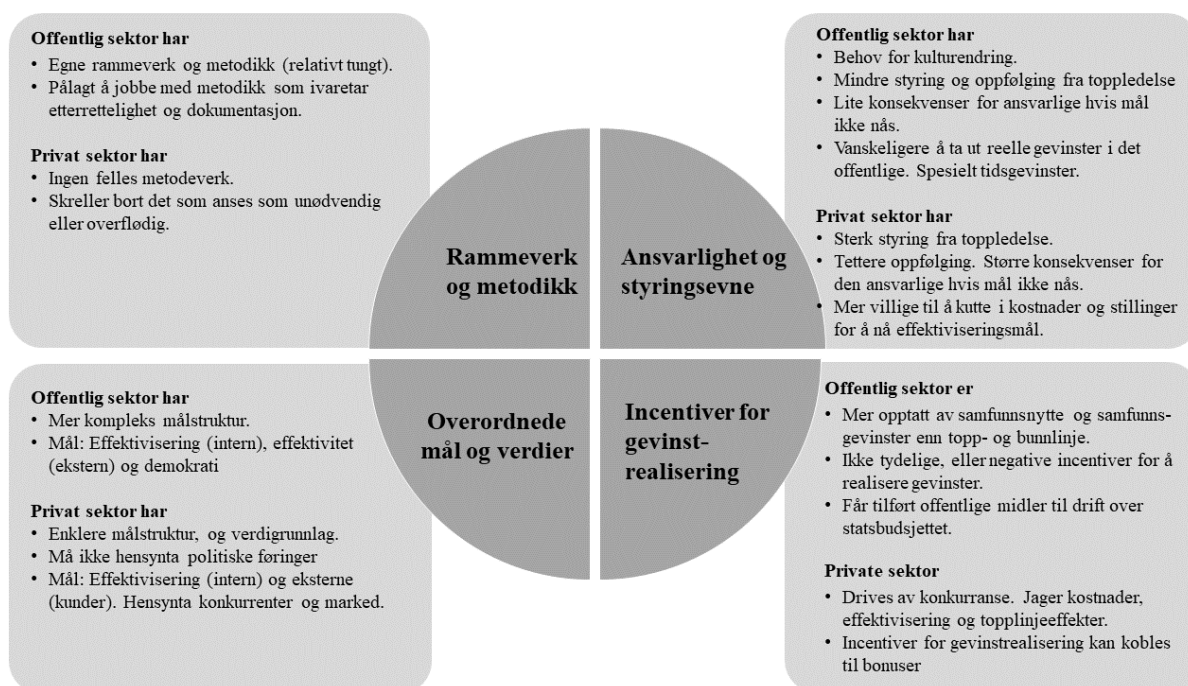 Offentlig sektor har
• Egne rammeverk og metodikk (relativt tungt).
• Pålagt å jobbe med metodikk som ivaretar
etterrettelighet og dokumentasjon.
Privat sektor har
• Ingen felles metodeverk.
• Skreller bort det som anses som unødvendig
eller overflødig.
Offentlig sektor har
• Behov for kulturendring.
• Mindre styring og oppfølging fra toppledelse
• Lite konsekvenser for ansvarlige hvis mål
ikke nås.
• Vanskeligere å ta ut reelle gevinster i det
offentlige. Spesielt tidsgevinster.
Privat sektor har
• Sterk styring fra toppledelse.
• Tettere oppfølging. Større konsekvenser for
den ansvarlige hvis mål ikke nås.
• Mer villige til å kutte i kostnader og stillinger
for å nå effektiviseringsmål.
Rammeverk
og metodikk
Ansvarlighet og
styringsevne
Overordnede
mål og verdier
Incentiver for
gevinst-
realisering
Offentlig sektor har
• Mer kompleks målstruktur.
• Mål: Effektivisering (intern), effektivitet
(ekstern) og demokrati
Privat sektor har
• Enklere målstruktur, og verdigrunnlag.
• Må ikke hensynta politiske føringer
• Mål: Effektivisering (intern) og eksterne
(kunder). Hensynta konkurrenter og marked.
Offentlig sektor er
• Mer opptatt av samfunnsnytte og samfunns-
gevinster enn topp- og bunnlinje.
• Ikke tydelige, eller negative incentiver for å
realisere gevinster.
• Får tilført offentlige midler til drift over
statsbudsjettet.
Private sektor
• Drives av konkurranse. Jager kostnader,
effektivisering og topplinjeeffekter.
• Incentiver for gevinstrealisering kan kobles
til bonuser